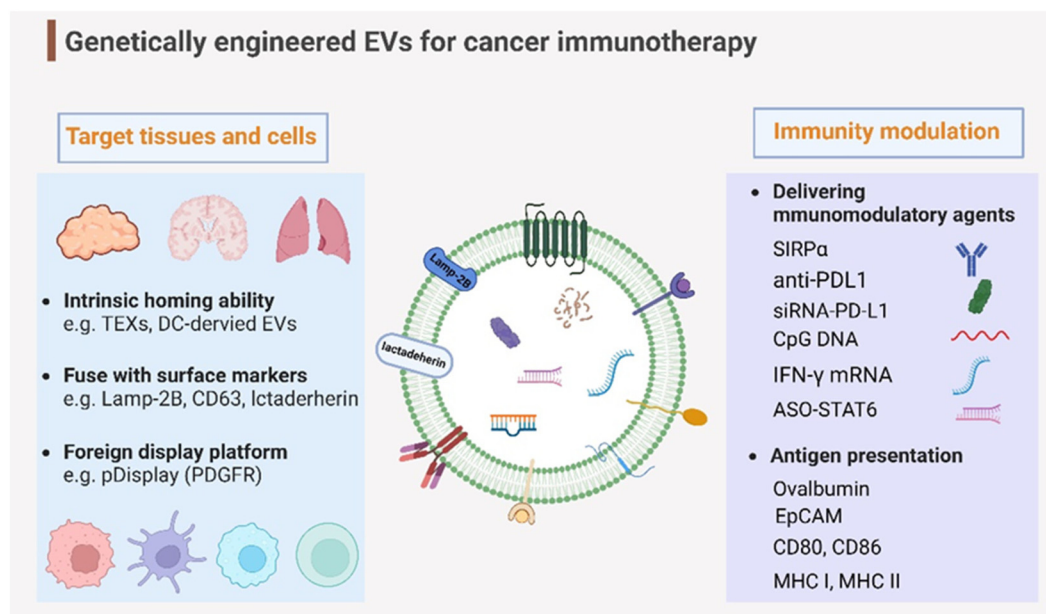 Genetically engineered EVs for cancer immunotherapy
Target tissues and cells
• Intrinsic homing ability
e.g. TEXs, DC-dervied EVs
• Fuse with surface markers
e.g. Lamp-2B, CD63, lctaderherin
• Foreign display platform
e.g. pDisplay (PDGFR)
Lamp-2B
lactadeherin
Immunity modulation
• Delivering
mmunomodulatory agents
SIRPα
anti-PDL1
siRNA-PD-L1
CpG DNA
IFN-γ mRNA
ASO-STAT6
• Antigen presentation
Ovalbumin
EpCAM
CD80, CD86
MHC I, MHC II